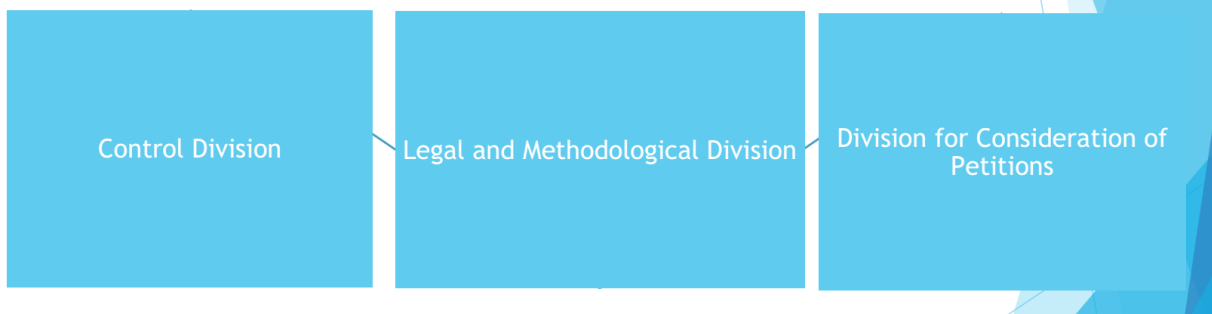 Control Division
Legal and Methodological Division
Division for Consideration of
Petitions